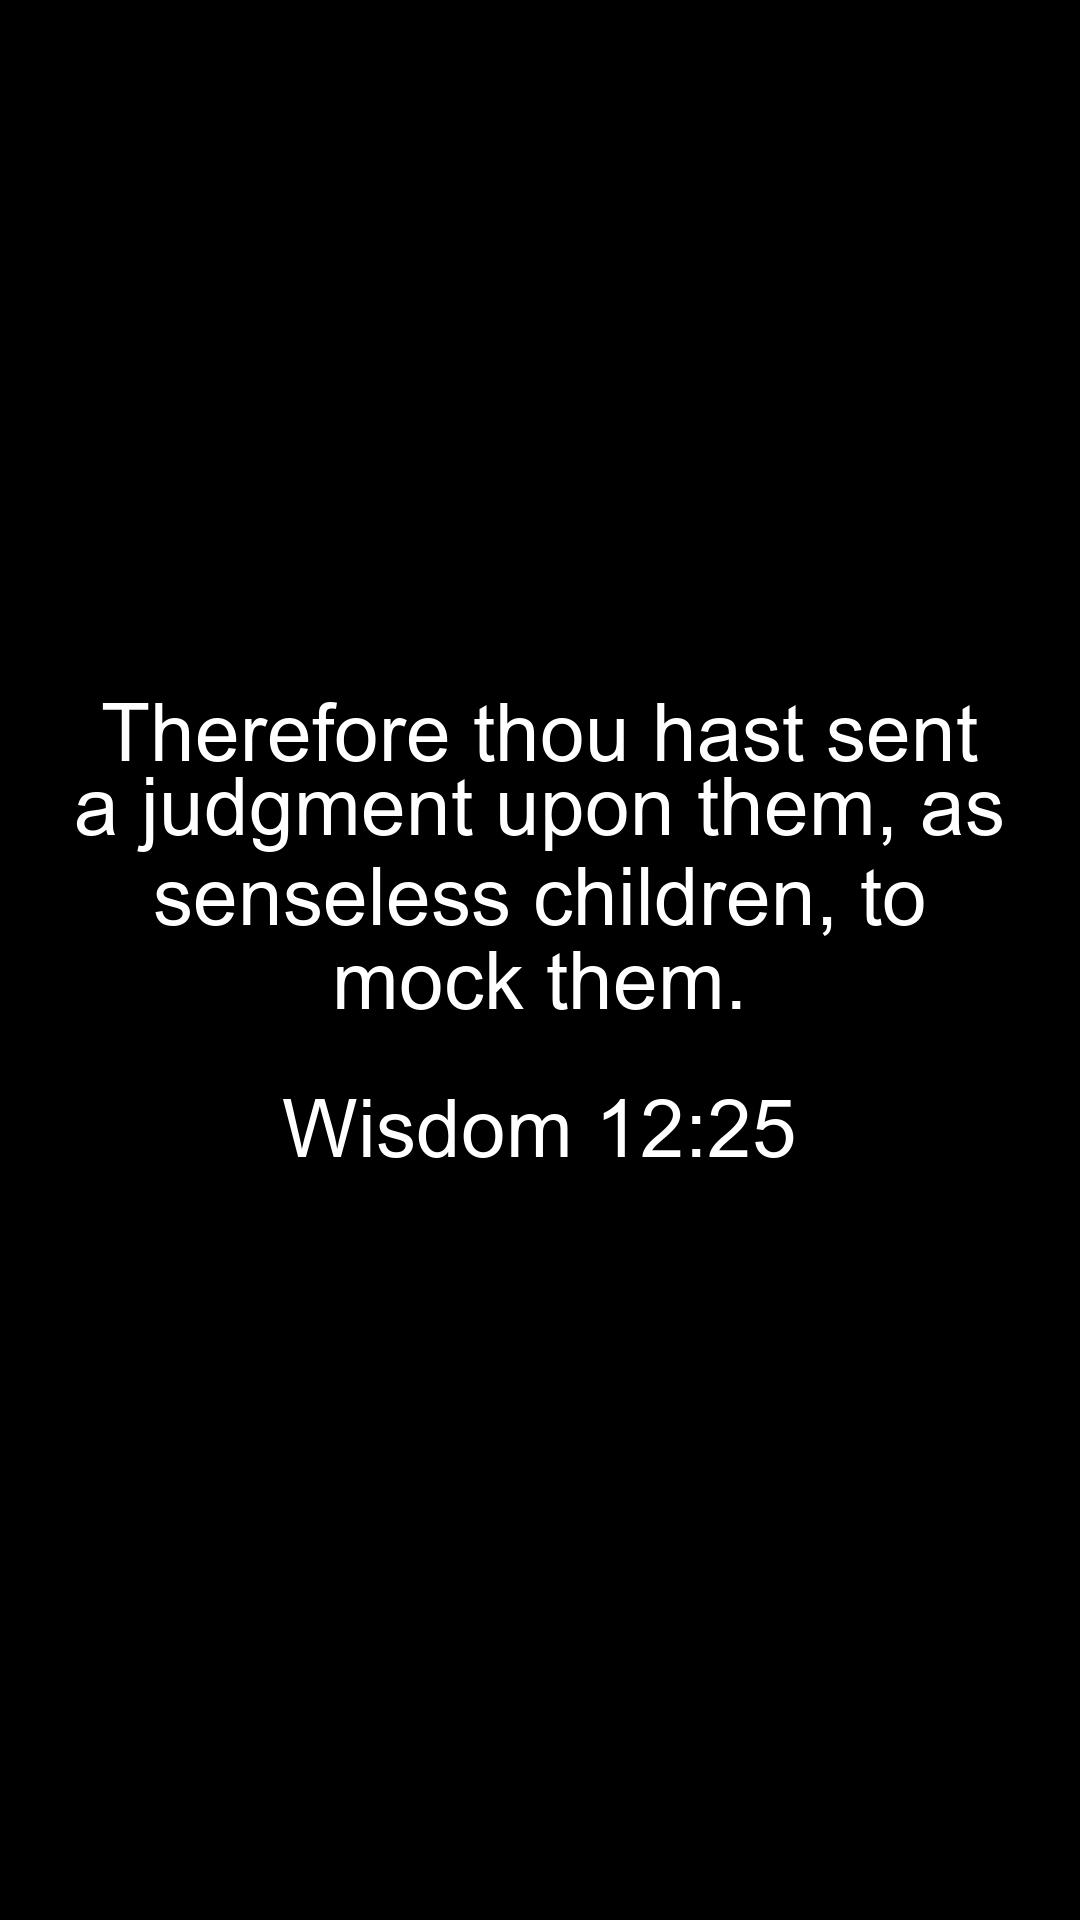 Therefore thou hast sent
a judgment upon them, as
senseless children, to
mock them.
Wisdom 12:25